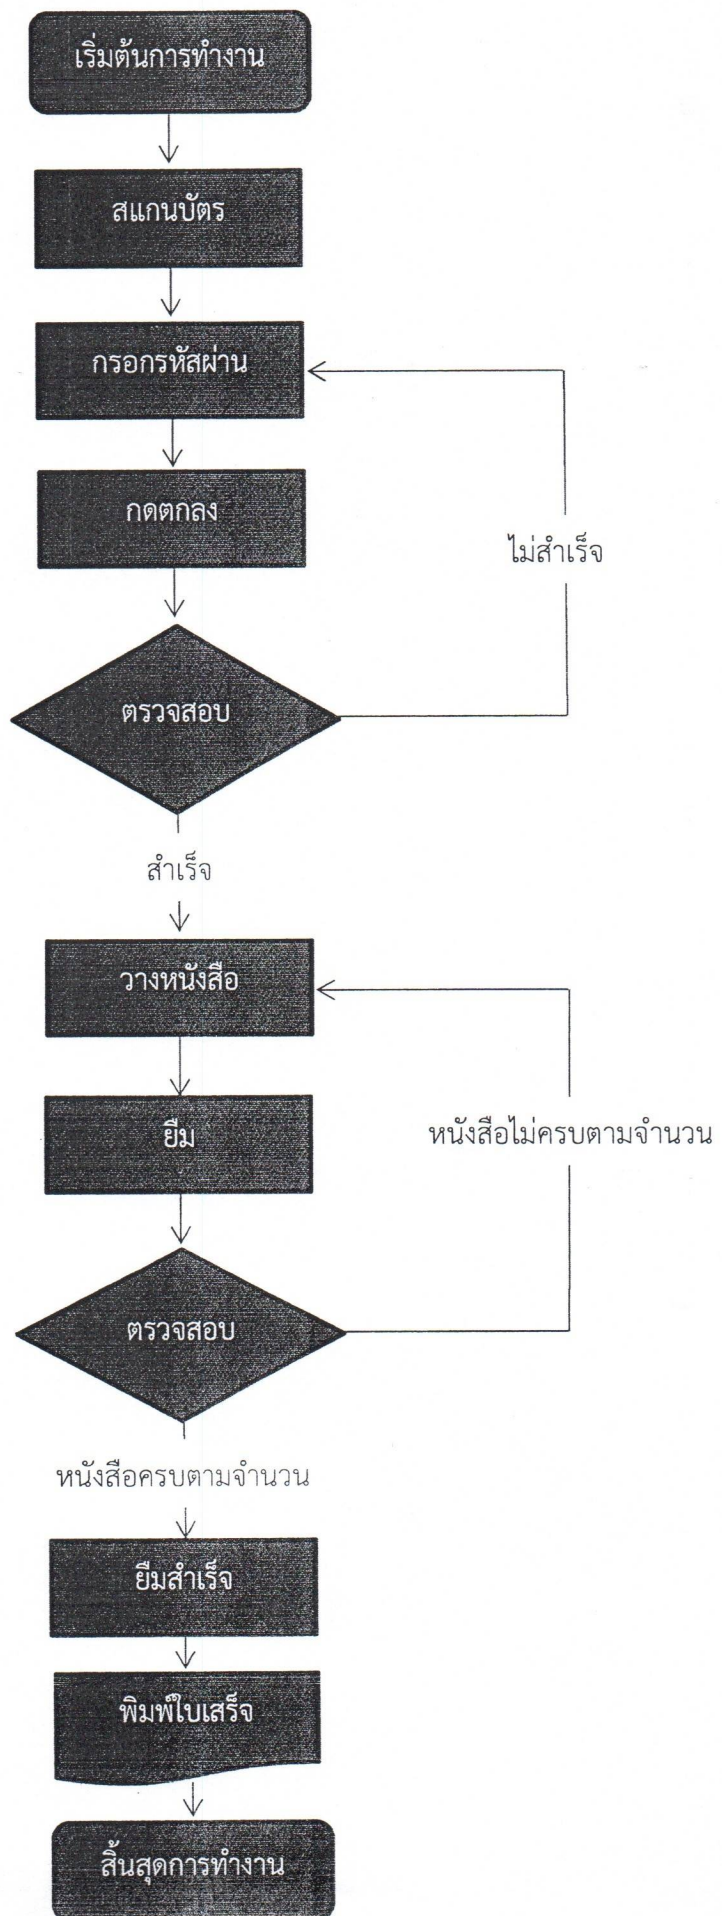 เริ่มต้นการทำงาน
สแกนบัตร
กรอกรหัสผ่าน
กดตกลง
ไม่สำเร็จ
ตรวจสอบ
สำเร็จ
วางหนังสือ
ยืม
หนังสือไม่ครบตามจำนวน
ตรวจสอบ
หนังสือครบตามจำนวน
ยืมสำเร็จ
พิมพ์ใบเสร็จ
สิ้นสุดการทำงาน